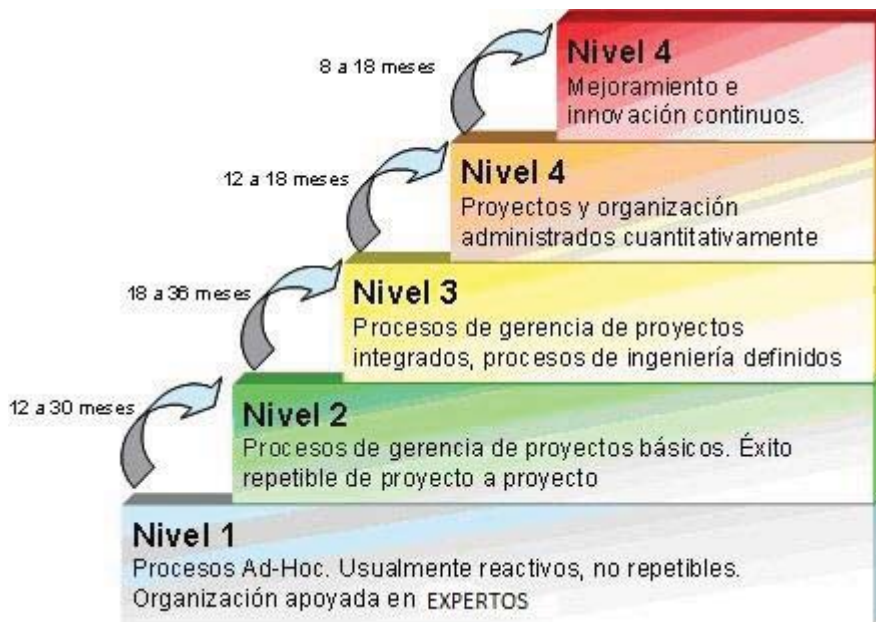 8 a 18 meses
Nivel 4
Mejoramiento e
innovación continuos.
12 a 18 meses
Nivel 4
Proyectos y organización
administrados cuantitativamente
18 a 36 meses
Nivel 3
Procesos de gerencia de proyectos
integrados, procesos de ingeniería definidos
12 a 30 meses
Nivel 2
Procesos de gerencia de proyectos básicos. Éxito
repetible de proyecto a proyecto
Nivel 1
Procesos Ad-Hoc. Usualmente reactivos, no repetibles.
Organización apoyada en EXPERTOS